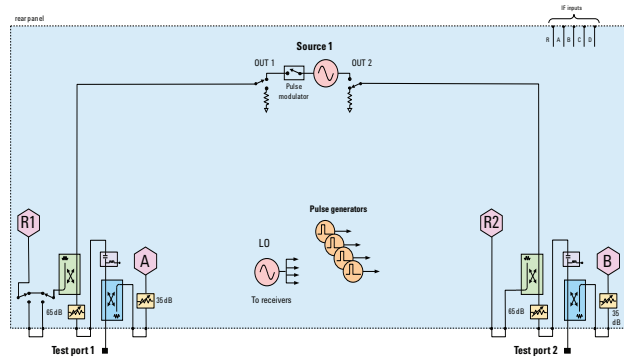 rear panel
IF inputs
R A B C D
Source 1
OUT 1
OUT 2
Pulse
modulator
R1
A
LO
To receivers
Pulse generators
R2
B
65 dB
35 dB
65 dB
35
dB
Test port 1
Test port 2